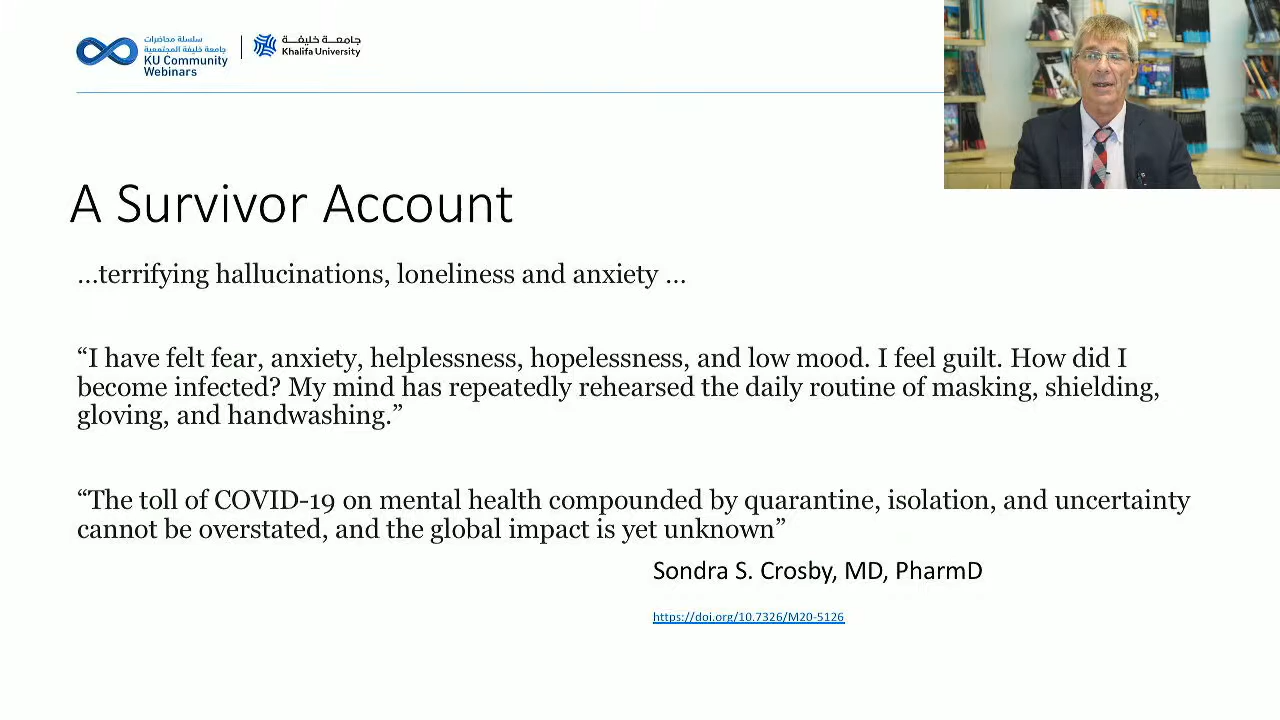 سلسلة محاضرات
جامعة خليفة المجتمعية
KU Community
Webinars
جامعــة خليفــة
Khalifa University
A Survivor Account
…terrifying hallucinations, loneliness and anxiety …
“I have felt fear, anxiety, helplessness, hopelessness, and low mood. I feel guilt. How did I
become infected? My mind has repeatedly rehearsed the daily routine of masking, shielding,
gloving, and handwashing.”
“The toll of COVID-19 on mental health compounded by quarantine, isolation, and uncertainty
cannot be overstated, and the global impact is yet unknown”
Sondra S. Crosby, MD, PharmD
https://doi.org/10.7326/M20-5126